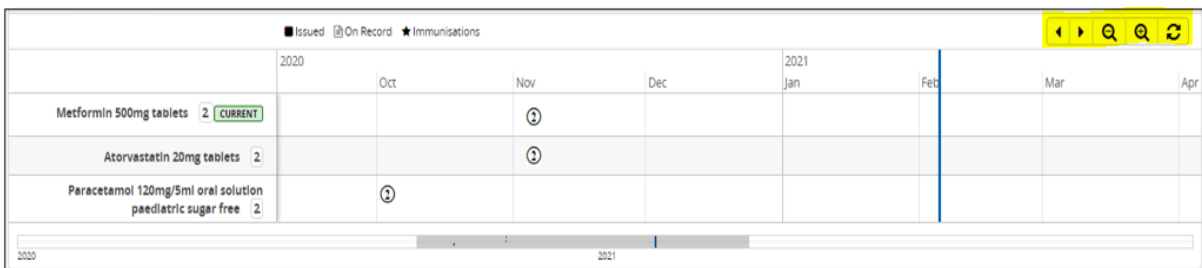 Issued On Record Immunisations
2020 2021
Oct Nov Dec Jan Feb Mar Apr
Metformin 500mg tablets 2 CURRENT 2
Atorvastatin 20mg tablets 2 2
Paracetamol 120mg/5ml oral solution
paediatric sugar free 2 2
2020 2021